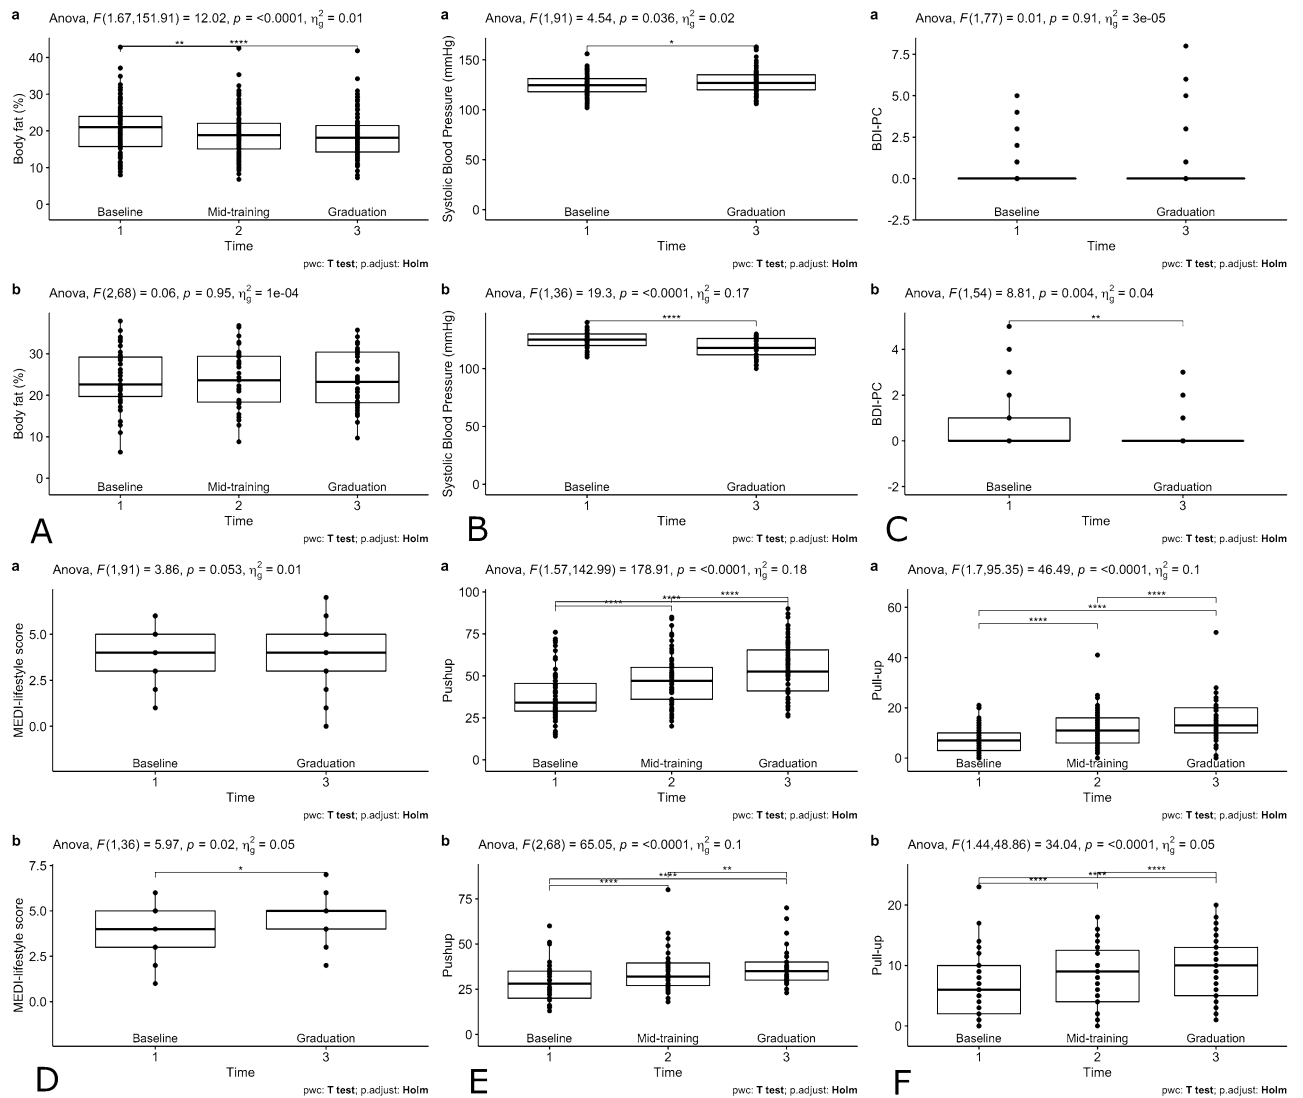 a
Anova, F(1.67,151.91) = 12.02, p = <0.0001, η²g = 0.01
Body fat (%)
40
30
20
10
0
** ****
Baseline Mid-training Graduation
1 2 3
Time
pwc: T test; p.adjust: Holm
a
Anova, F(1,91) = 4.54, p = 0.036, η²g = 0.02
Systolic Blood Pressure (mmHg)
150
100
50
0
*
Baseline Graduation
1 3
Time
pwc: T test; p.adjust: Holm
a
Anova, F(1,77) = 0.01, p = 0.91, η²g = 3e-05
BDI-PC
7.5
5.0
2.5
0.0
-2.5
Baseline Graduation
1 3
Time
pwc: T test; p.adjust: Holm
b
Anova, F(2,68) = 0.06, p = 0.95, η²g = 1e-04
Body fat (%)
30
20
10
0
Baseline Mid-training Graduation
1 2 3
Time
pwc: T test; p.adjust: Holm
A
b
Anova, F(1,36) = 19.3, p = <0.0001, η²g = 0.17
Systolic Blood Pressure (mmHg)
100
50
0
****
Baseline Graduation
1 3
Time
pwc: T test; p.adjust: Holm
B
b
Anova, F(1,54) = 8.81, p = 0.004, η²g = 0.04
BDI-PC
4
2
0
-2
**
Baseline Graduation
1 3
Time
pwc: T test; p.adjust: Holm
C
a
Anova, F(1,91) = 3.86, p = 0.053, η²g = 0.01
MEDI-lifestyle score
5.0
2.5
0.0
Baseline Graduation
1 3
Time
pwc: T test; p.adjust: Holm
a
Anova, F(1.57,142.99) = 178.91, p = <0.0001, η²g = 0.18
Pushup
100
75
50
25
0
**** **** ****
Baseline Mid-training Graduation
1 2 3
Time
pwc: T test; p.adjust: Holm
a
Anova, F(1.7,95.35) = 46.49, p = <0.0001, η²g = 0.1
Pull-up
60
40
20
0
****
****
****
Baseline Mid-training Graduation
1 2 3
Time
pwc: T test; p.adjust: Holm
b
Anova, F(1,36) = 5.97, p = 0.02, η²g = 0.05
MEDI-lifestyle score
7.5
5.0
2.5
0.0
*
Baseline Graduation
1 3
Time
pwc: T test; p.adjust: Holm
D
b
Anova, F(2,68) = 65.05, p = <0.0001, η²g = 0.1
Pushup
75
50
25
0
**** **** **
Baseline Mid-training Graduation
1 2 3
Time
pwc: T test; p.adjust: Holm
E
b
Anova, F(1.44,48.86) = 34.04, p = <0.0001, η²g = 0.05
Pull-up
20
10
0
**** **** ****
Baseline Mid-training Graduation
1 2 3
Time
pwc: T test; p.adjust: Holm
F